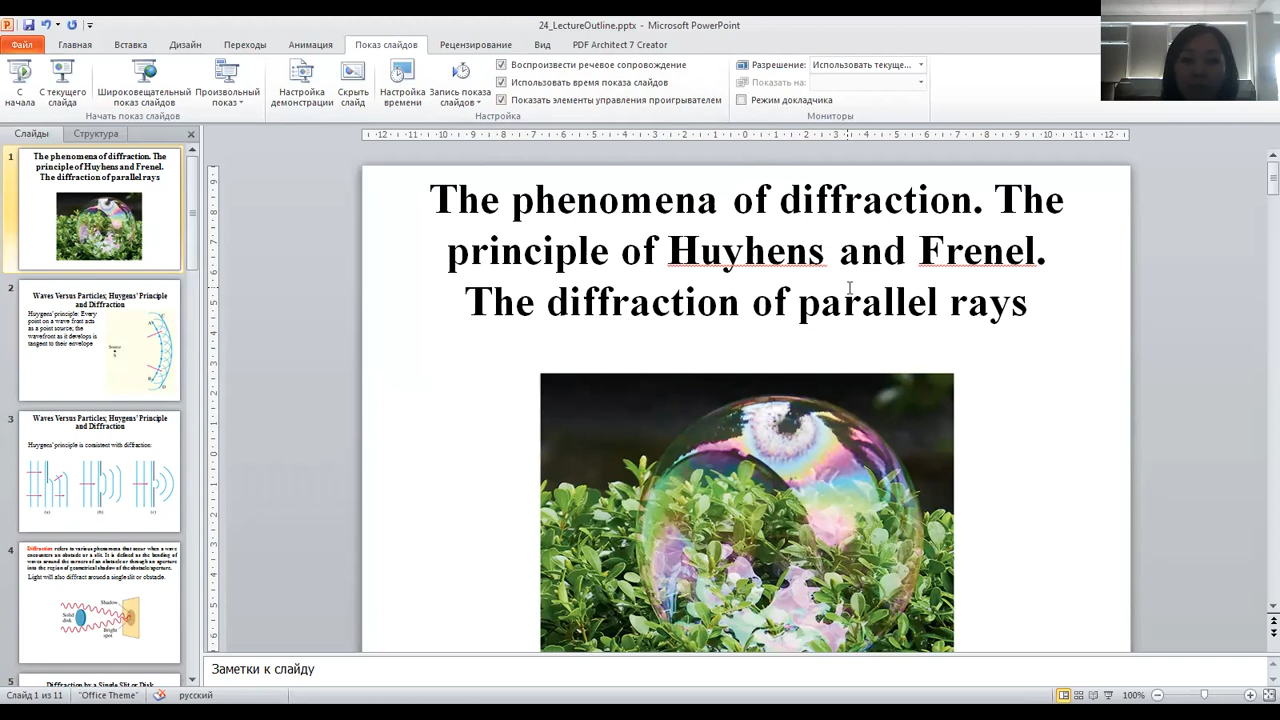 24_LectureOutline.pptx - Microsoft PowerPoint
Файл Главная Вставка Дизайн Переходы Анимация Показ слайдов Рецензирование Вид PDF Architect 7 Creator
С начала
С текущего слайда
Широковещательный показ слайдов
Произвольный показ
Начать показ слайдов
Настройка демонстрации
Скрыть слайд
Настройка времени
Запись показа слайдов
Воспроизвести речевое сопровождение
Использовать время показа слайдов
Показать элементы управления проигрывателем
Настройка
Разрешение: Использовать текуще...
Показать на:
Режим докладчика
Мониторы
Слайды Структура
1
The phenomena of diffraction. The
principle of Huyhens and Frenel.
The diffraction of parallel rays
2
Waves Versus Particles; Huygens' Principle
and Diffraction
Huygens' principle: Every
point on a wave front acts
as a point source; the
wavefront as it develops is
tangent to their envelope
Source
S
3
Waves Versus Particles; Huygens' Principle
and Diffraction
Huygens' principle is consistent with diffraction:
(a) (b) (c)
4
Diffraction refers to various phenomena that occur when a wave
encounters an obstacle or a slit. It is defined as the bending of
waves around the corners of an obstacle or through an aperture
into the region of geometrical shadow of the obstacle/aperture.
Light will also diffract around a single slit or obstacle.
Shadow
Solid
disk
Bright
spot
5
Diffraction by a Single Slit or Disk
The phenomena of diffraction. The
principle of Huyhens and Frenel.
The diffraction of parallel rays
Заметки к слайду
Слайд 1 из 11 "Office Theme" русский 100%